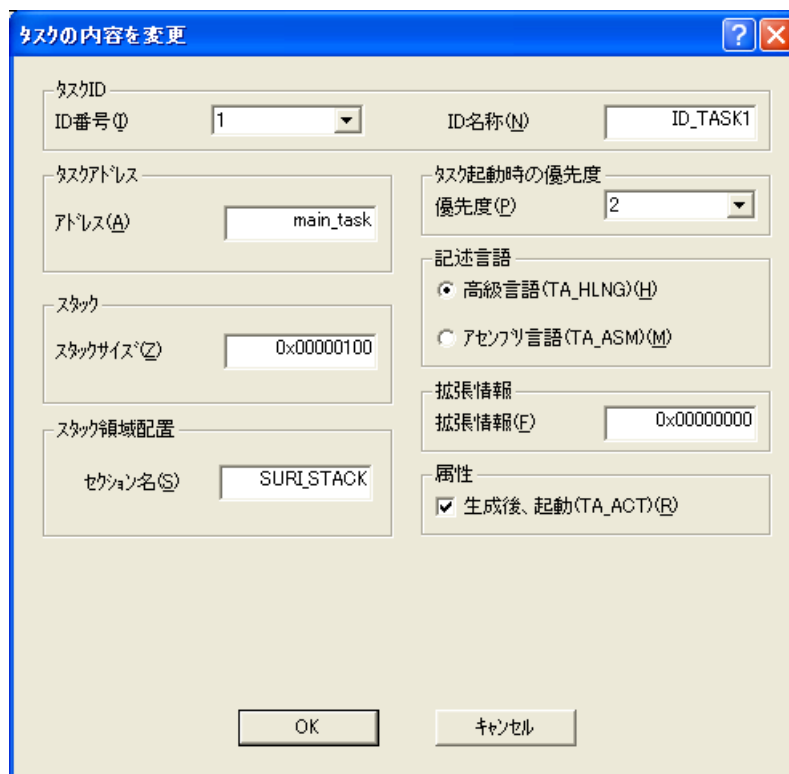 タスクの内容を変更
タスクID
ID番号(I) 1 ID名称(N) ID_TASK1
タスクアドレス
アドレス(A) main_task
タスク起動時の優先度
優先度(P) 2
記述言語
高級言語(TA_HLNG)(H)
アセンブリ言語(TA_ASM)(M)
スタック
スタックサイズ(Z) 0x00000100
拡張情報
拡張情報(F) 0x00000000
スタック領域配置
セクション名(S) SURI_STACK
属性
生成後、起動(TA_ACT)(R)
OK キャンセル